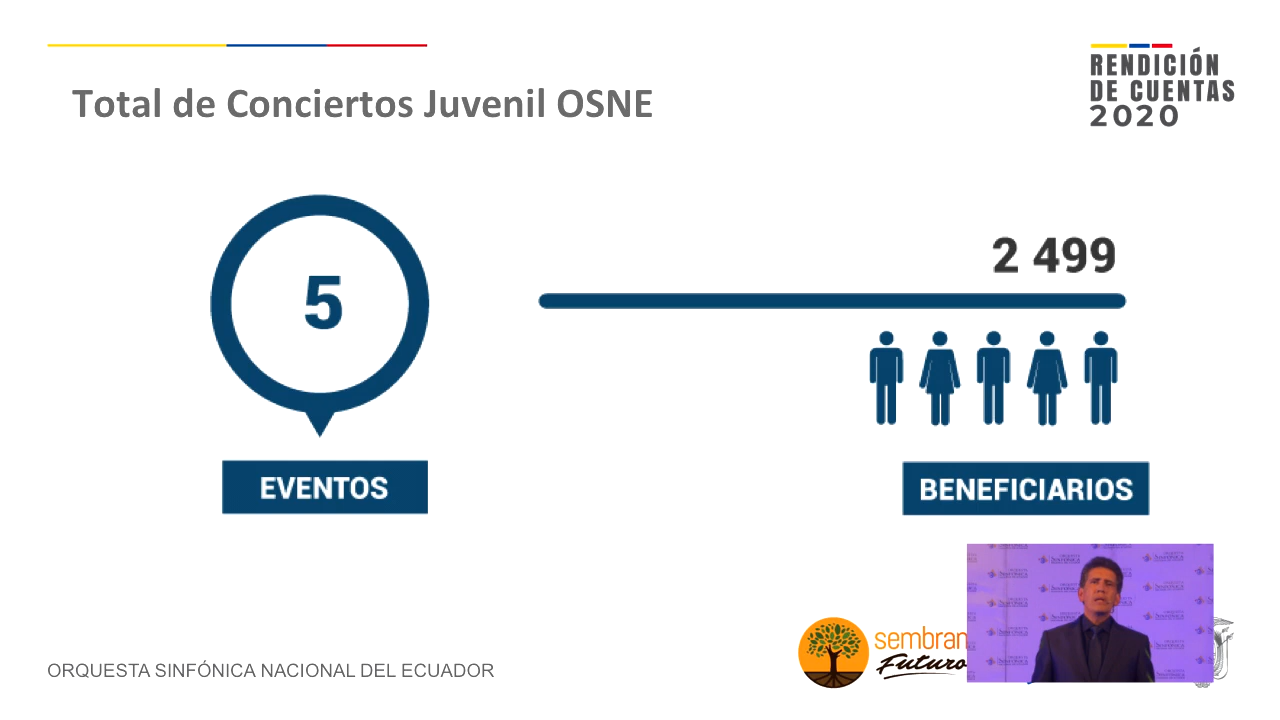 Total de Conciertos Juvenil OSNE
RENDICIÓN
DE CUENTAS
2020
5
2 499
EVENTOS
BENEFICIARIOS
ORQUESTA SINFÓNICA NACIONAL DEL ECUADOR
Futuro